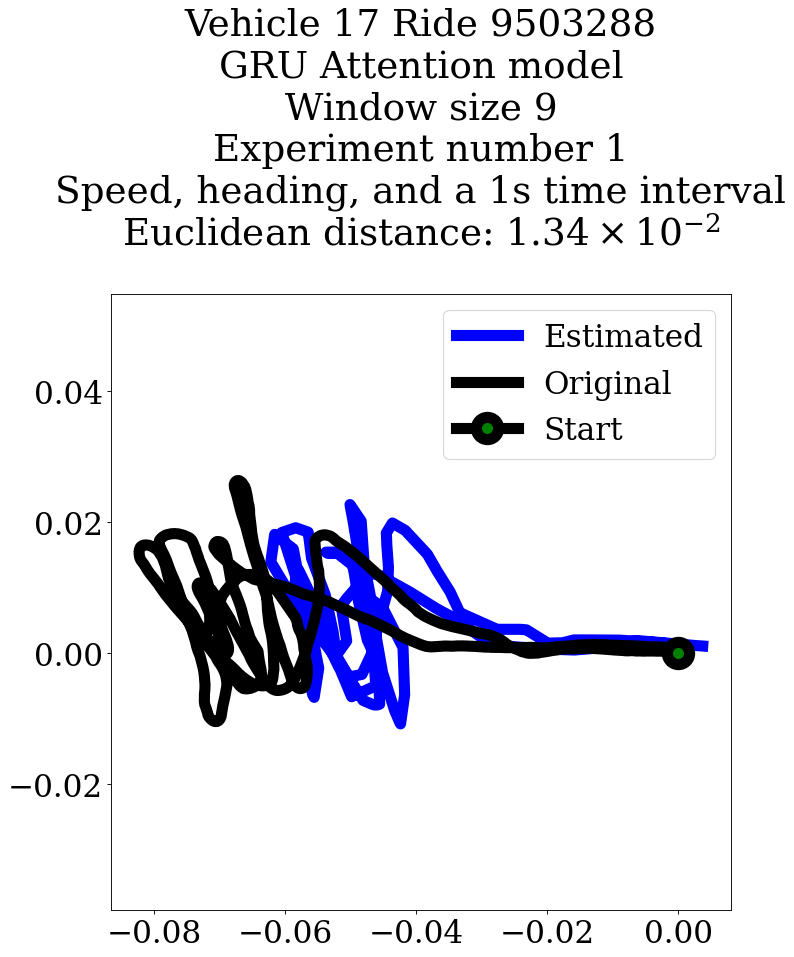 Vehicle 17 Ride 9503288
GRU Attention model
Window size 9
Experiment number 1
Speed, heading, and a 1s time interval
Euclidean distance: 1.34 × 10⁻²
Estimated
Original
Start
0.04
0.02
0.00
−0.02
−0.08 −0.06 −0.04 −0.02 0.00